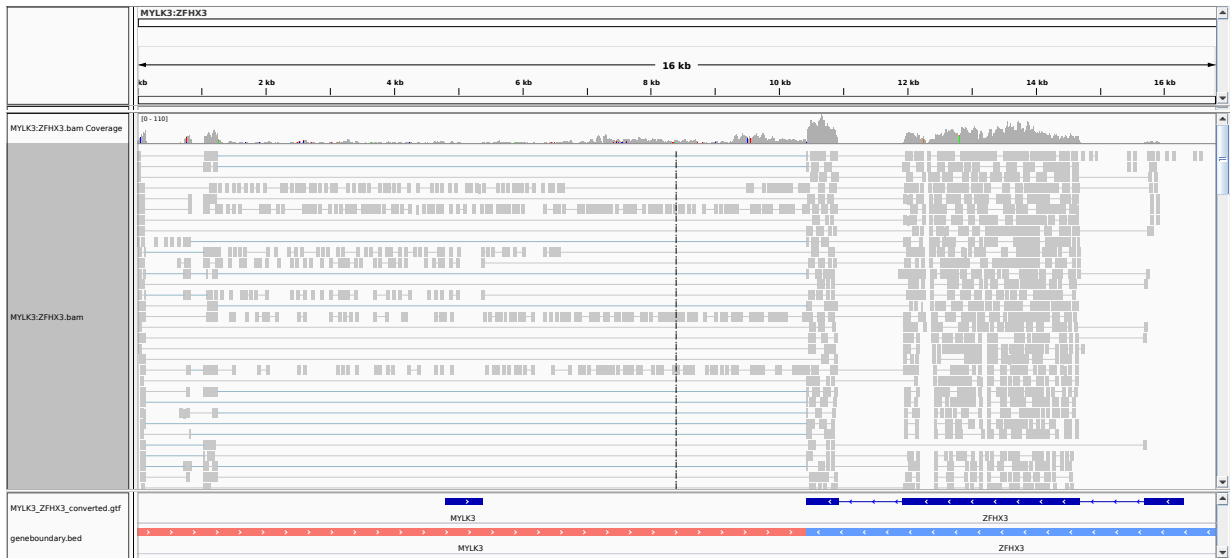 MYLK3:ZFHX3
16 kb
kb 2 kb 4 kb 6 kb 8 kb 10 kb 12 kb 14 kb 16 kb
MYLK3:ZFHX3.bam Coverage
[0 - 110]
MYLK3:ZFHX3.bam
MYLK3_ZFHX3_converted.gtf
MYLK3 ZFHX3
geneboundary.bed
MYLK3 ZFHX3